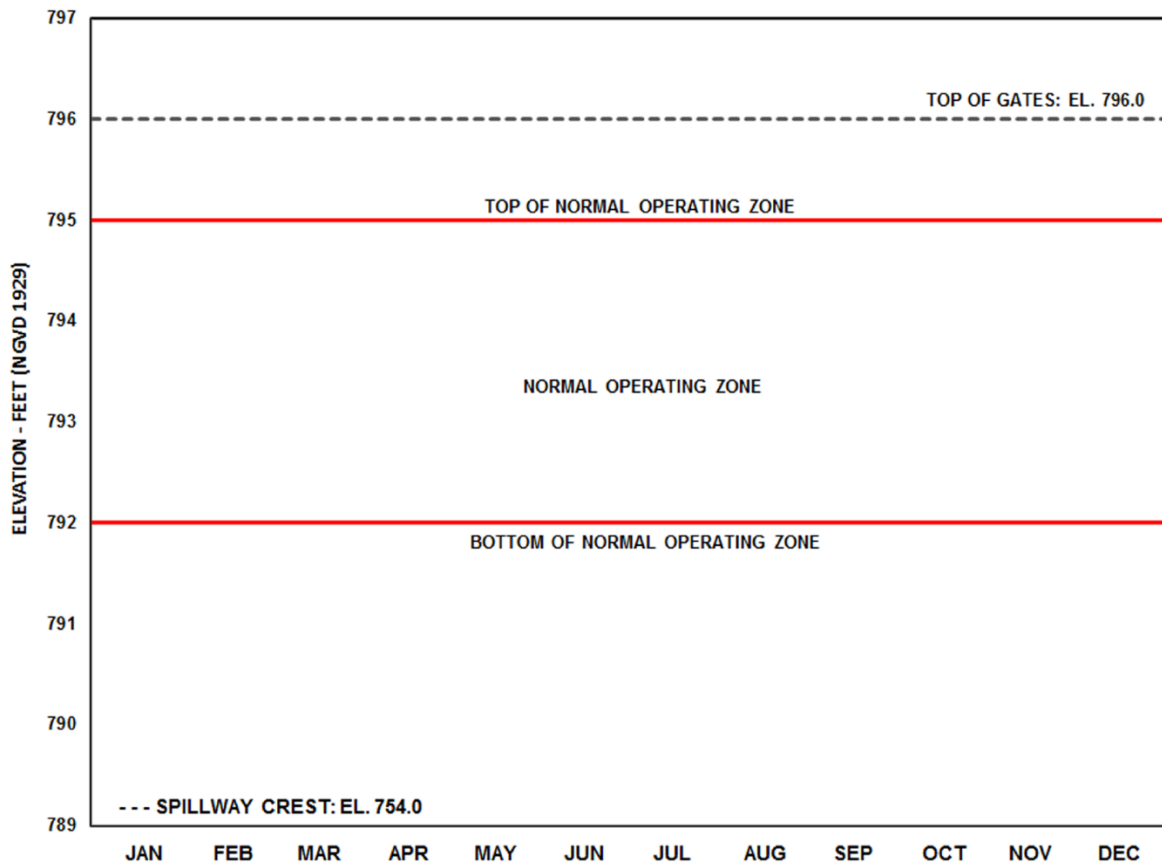 797
796
795
794
793
792
791
790
789
ELEVATION - FEET (NGVD 1929)
TOP OF GATES: EL. 796.0
TOP OF NORMAL OPERATING ZONE
NORMAL OPERATING ZONE
BOTTOM OF NORMAL OPERATING ZONE
- - - SPILLWAY CREST: EL. 754.0
JAN FEB MAR APR MAY JUN JUL AUG SEP OCT NOV DEC